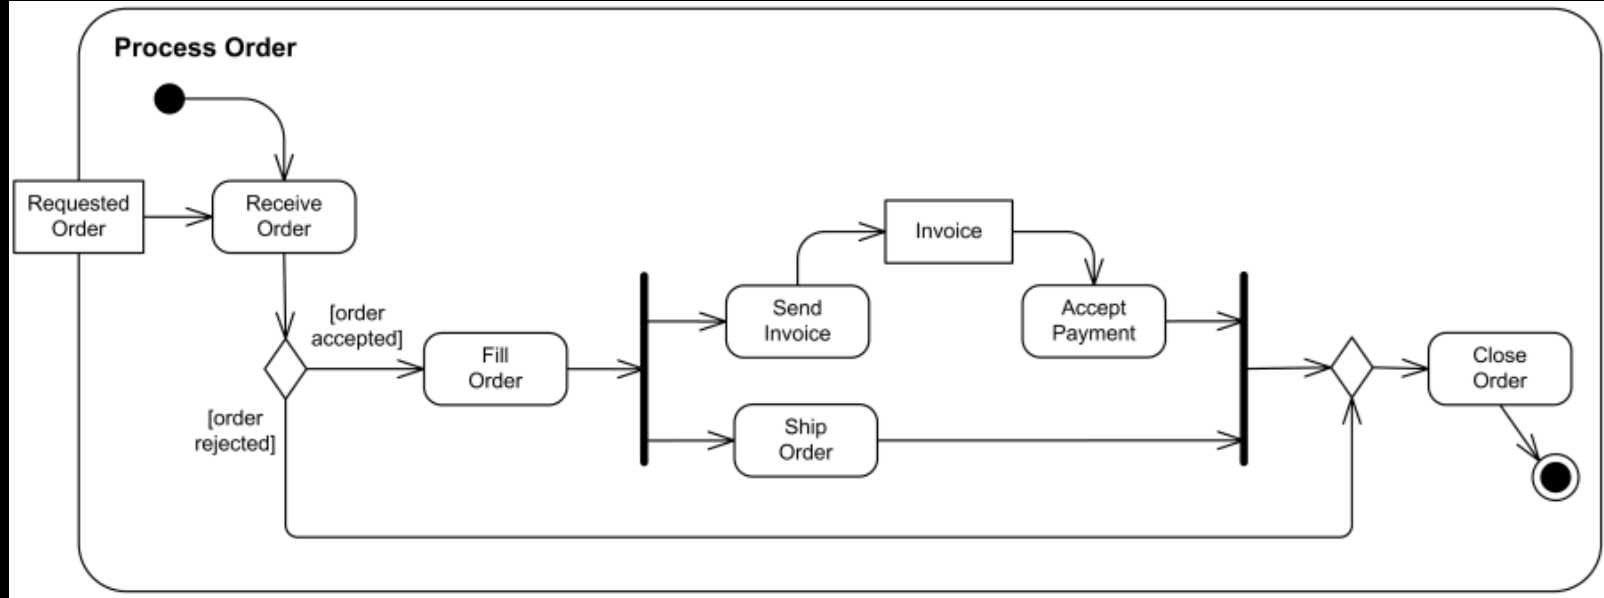 Process Order
Requested
Order
Receive
Order
[order
accepted]
[order
rejected]
Fill
Order
Send
Invoice
Invoice
Accept
Payment
Ship
Order
Close
Order